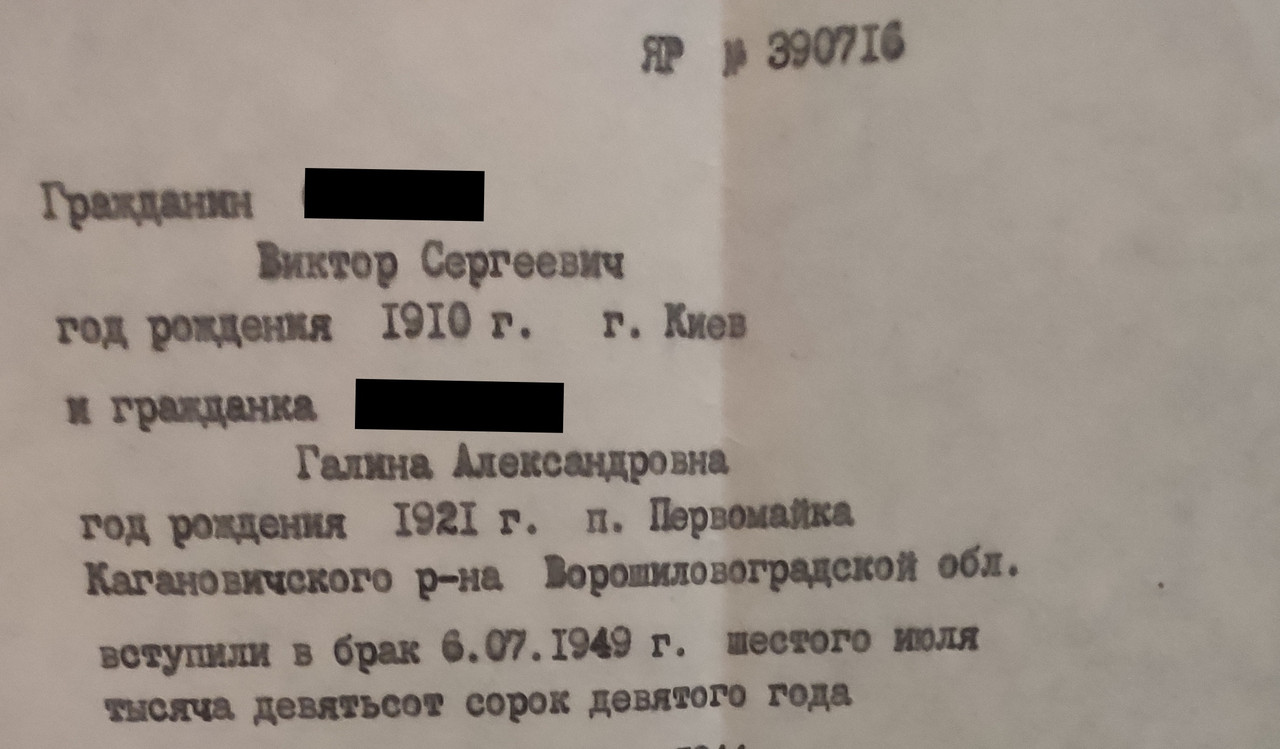 ЯР № 390716
Гражданин
Виктор Сергеевич
год рождения 1910 г. г. Киев
и гражданка
Галина Александровна
год рождения 1921 г. п. Первомайка
Кагановичского р-на Ворошиловоградской обл.
вступили в брак 6.07.1949 г. шестого июля
тысяча девятьсот сорок девятого года